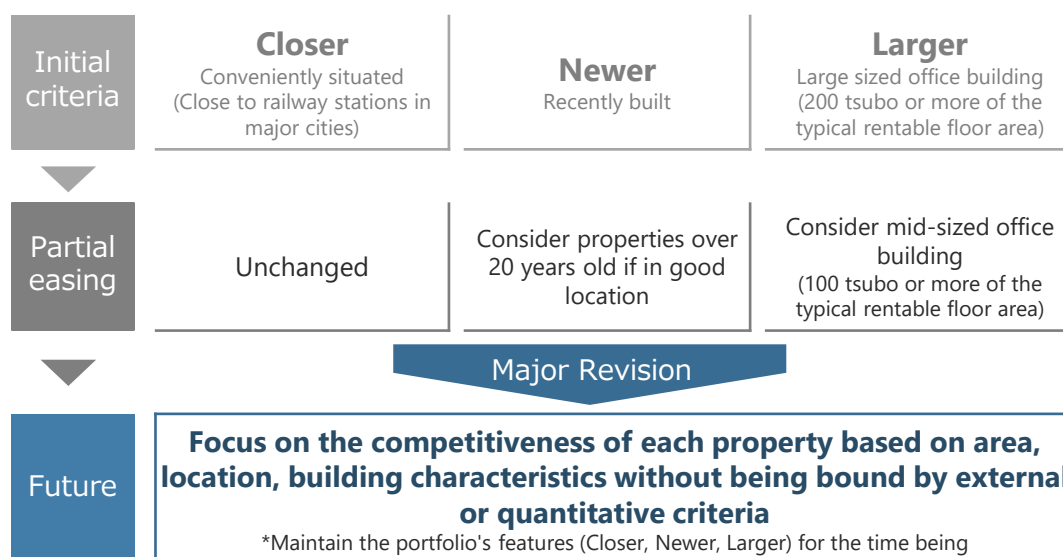 Initial
criteria
Closer
Conveniently situated
(Close to railway stations in
major cities)
Newer
Recently built
Larger
Large sized office building
(200 tsubo or more of the
typical rentable floor area)
Partial
easing
Unchanged
Consider properties over
20 years old if in good
location
Consider mid-sized office
building
(100 tsubo or more of the
typical rentable floor area)
Major Revision
Future
Focus on the competitiveness of each property based on area,
location, building characteristics without being bound by external
or quantitative criteria
*Maintain the portfolio's features (Closer, Newer, Larger) for the time being